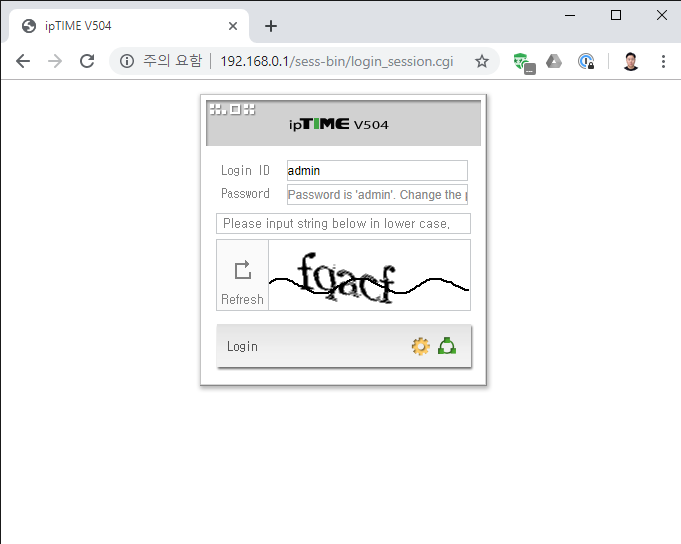 ipTIME V504
주의 요함 192.168.0.1/sess-bin/login_session.cgi
ipTIME V504
Login ID admin
Password Password is 'admin'. Change the p
Please input string below in lower case.
fqacf
Refresh
Login